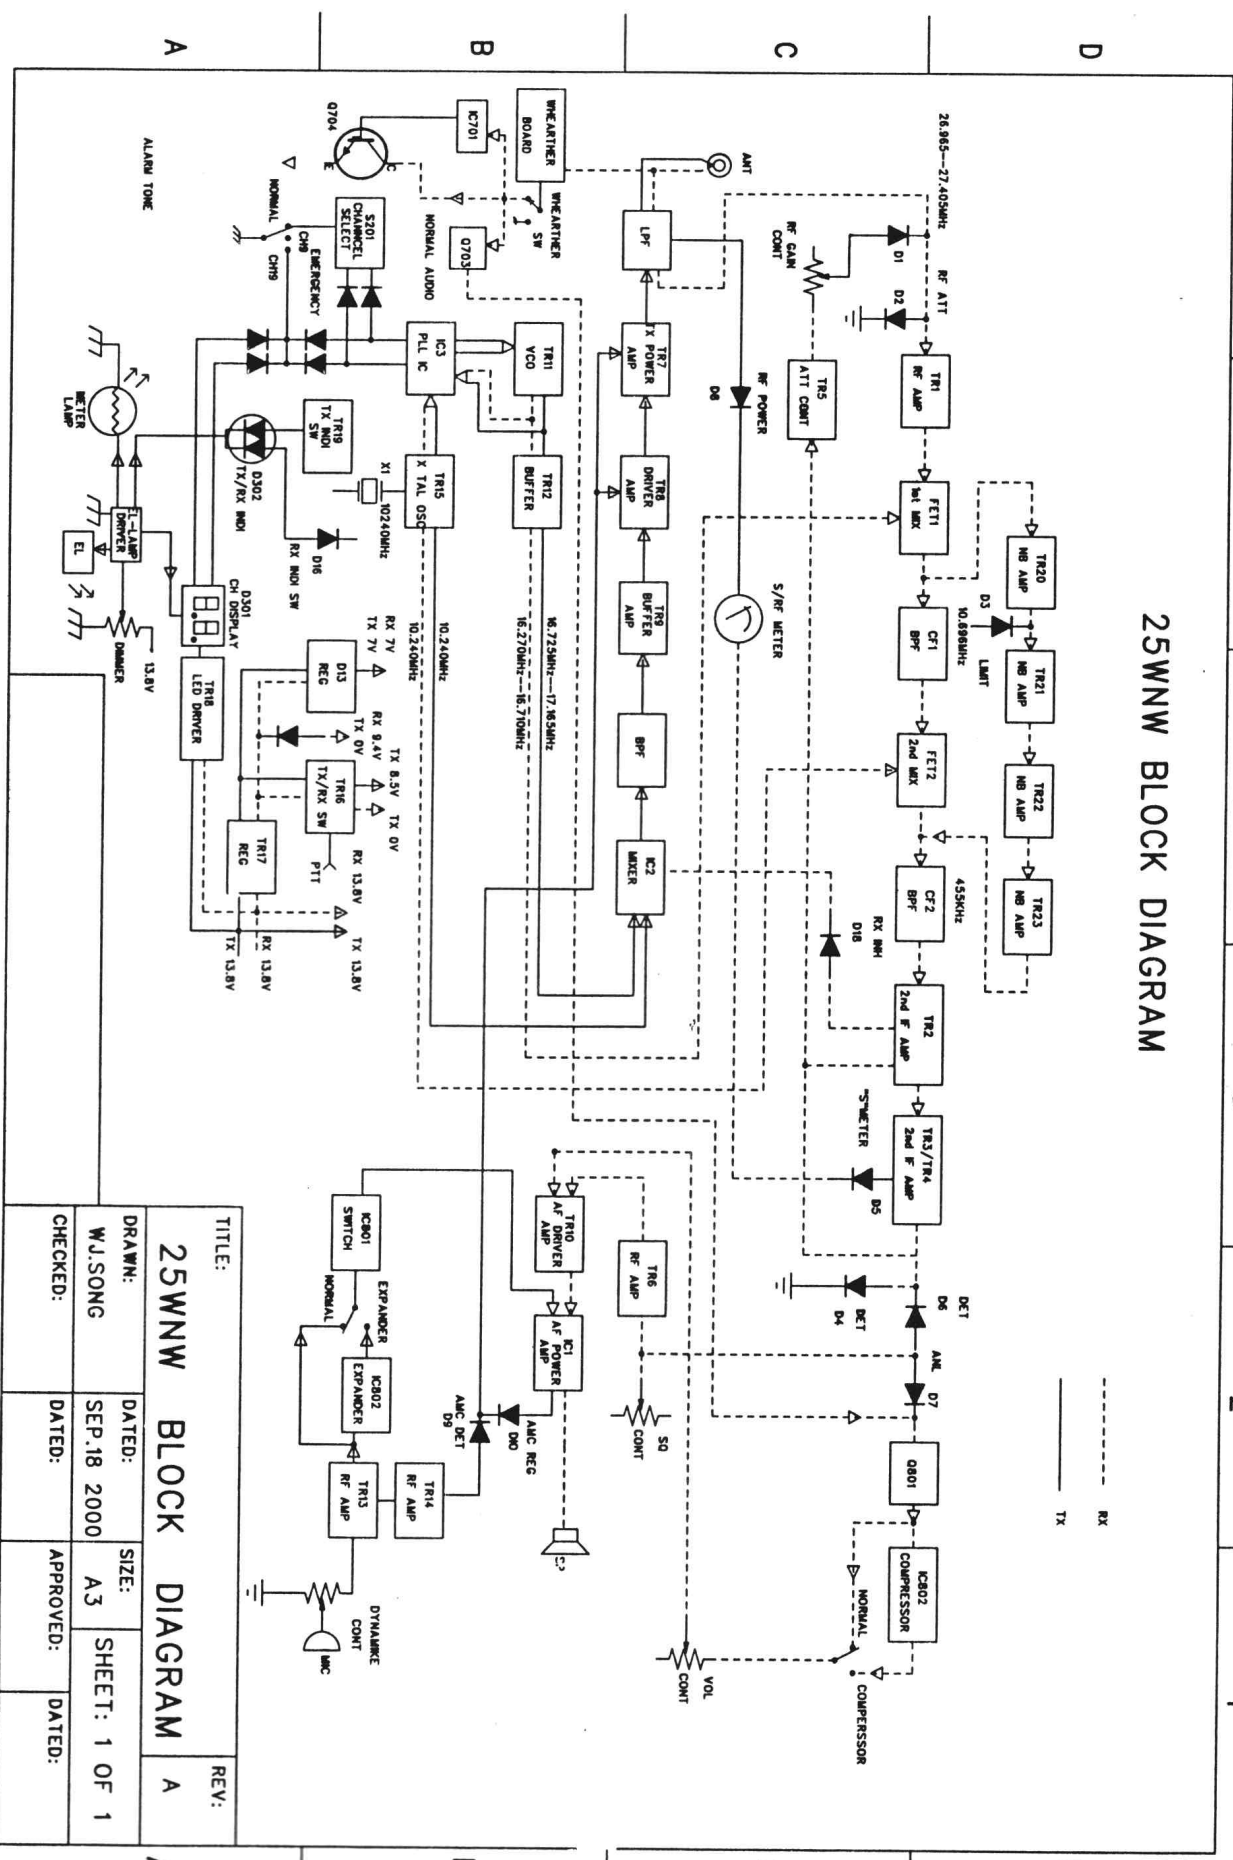 25WNW BLOCK DIAGRAM
D
C
B
A
RX
TX
26.965---27.405MHz
RF ATT
D1
D2
RF GAIN
CONT
TR1
RF AMP
FET1
1st MIX
TR20
NB AMP
D3
LIMIT
TR21
NB AMP
TR22
NB AMP
TR23
NB AMP
10.696MHz
CF1
BPF
FET2
2nd MIX
455KHz
CF2
BPF
TR2
2nd IF AMP
TR3/TR4
2nd IF AMP
"S"METER
D5
DET
D6
DET
D4
ANL
D7
Q801
IC802
COMPRESSOR
NORMAL
COMPERSSOR
TR5
ATT CONT
RX INH
D18
RF POWER
D8
S/RF METER
VOL
CONT
ANT
LPF
TR7
TX POWER
AMP
TR8
DRIVER
AMP
TR9
BUFFER
AMP
BPF
IC2
MIXER
TR6
RF AMP
SQ
CONT
WHEARTHER
BOARD
WHEARTHER
SW
IC701
Q703
Q704
C
E
NORMAL AUDIO
ALARM TONE
TR11
VCO
TR12
BUFFER
16.725MHz---17.165MHz
16.270MHz---16.710MHz
IC3
PLL IC
TR15
X TAL OSC
X1
10240MHz
10.240MHz
10.240MHz
TR10
AF DRIVER
AMP
IC1
AF POWER
AMP
AMC REG
D10
AMC DET
D9
SP
S201
CHANNCEL
SELECT
NORMAL
CH9
CH19
EMERGENCY
TR19
TX INDI
SW
D302
TX/RX INDI
D16
RX INDI SW
METER
LAMP
EL-LAMP
DRIVER
EL
DIMMER
13.8V
D301
CH DISPLAY
TR18
LED DRIVER
RX 7V
TX 7V
D13
REG
RX 9.4V
TX 0V
TX 8.5V
TX 0V
TR16
TX/RX SW
PTT
TR17
REG
RX 13.8V
TX 13.8V
RX 13.8V
TX 13.8V
IC801
SWITCH
EXPANDER
NORMAL
IC802
EXPANDER
TR13
RF AMP
TR14
RF AMP
DYNAMIKE
CONT
MIC
TITLE:
25WNW BLOCK DIAGRAM
REV:
A
DRAWN:
W.J.SONG
DATED:
SEP.18 2000
SIZE:
A3
SHEET: 1 OF 1
CHECKED:
DATED:
APPROVED:
DATED: